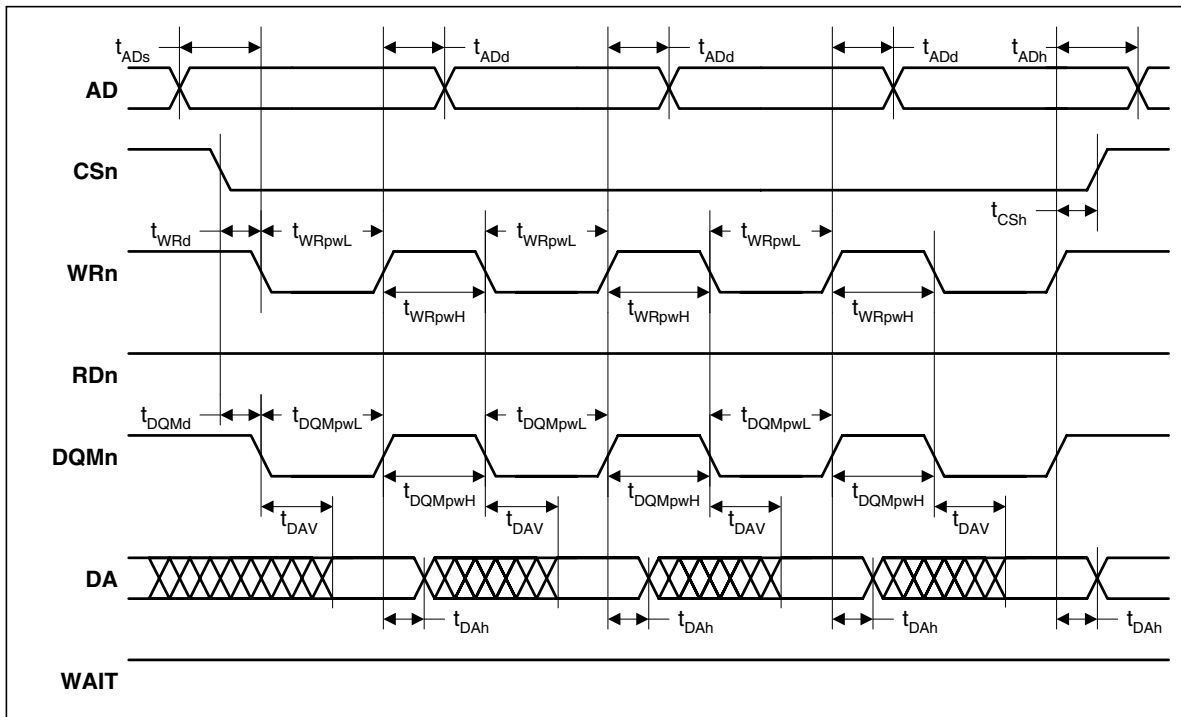 tADs tADd tADd tADd tADh
AD
CSn
tCSh
tWRd tWRpwL tWRpwL tWRpwL
WRn
tWRpwH tWRpwH tWRpwH
RDn
tDQMd tDQMpwL tDQMpwL tDQMpwL
DQMn
tDQMpwH tDQMpwH tDQMpwH
tDAV tDAV tDAV tDAV
DA
tDAh tDAh tDAh tDAh
WAIT